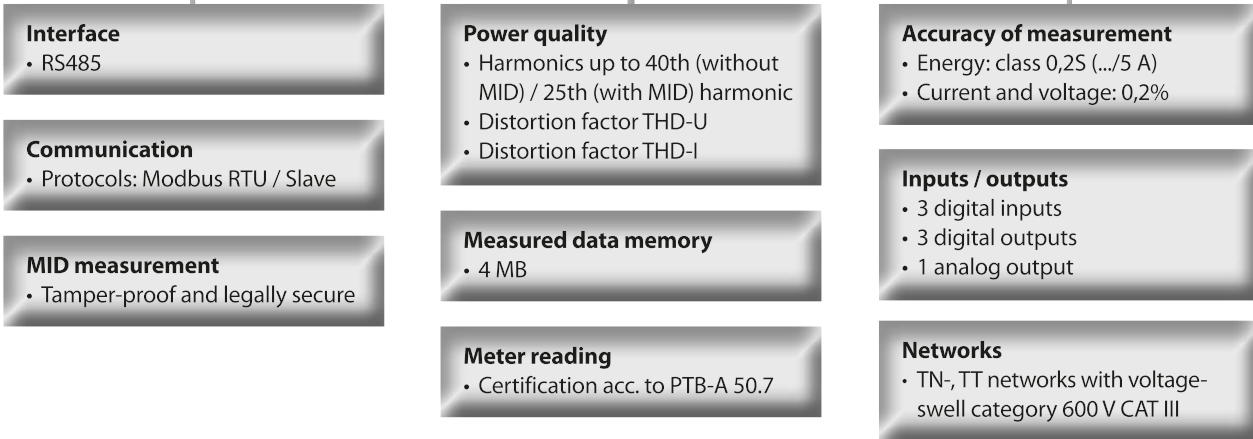 Interface
• RS485
Communication
• Protocols: Modbus RTU / Slave
MID measurement
• Tamper-proof and legally secure
Power quality
• Harmonics up to 40th (without
MID) / 25th (with MID) harmonic
• Distortion factor THD-U
• Distortion factor THD-I
Measured data memory
• 4 MB
Meter reading
• Certification acc. to PTB-A 50.7
Accuracy of measurement
• Energy: class 0,2S (.../5 A)
• Current and voltage: 0,2%
Inputs / outputs
• 3 digital inputs
• 3 digital outputs
• 1 analog output
Networks
• TN-, TT networks with voltage-
swell category 600 V CAT III